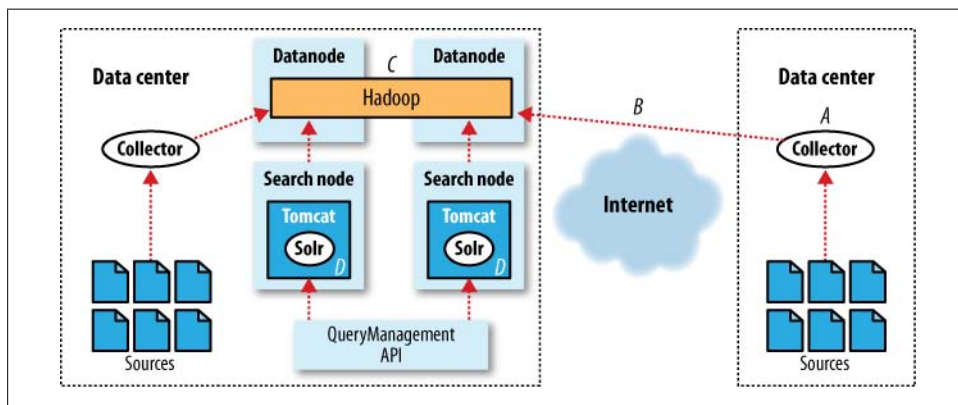 Data center
Datanode
C
Datanode
Hadoop
Collector
Search node
Tomcat
Solr
D
Search node
Tomcat
Solr
D
Sources
QueryManagement
API
B
Internet
Data center
A
Collector
Sources